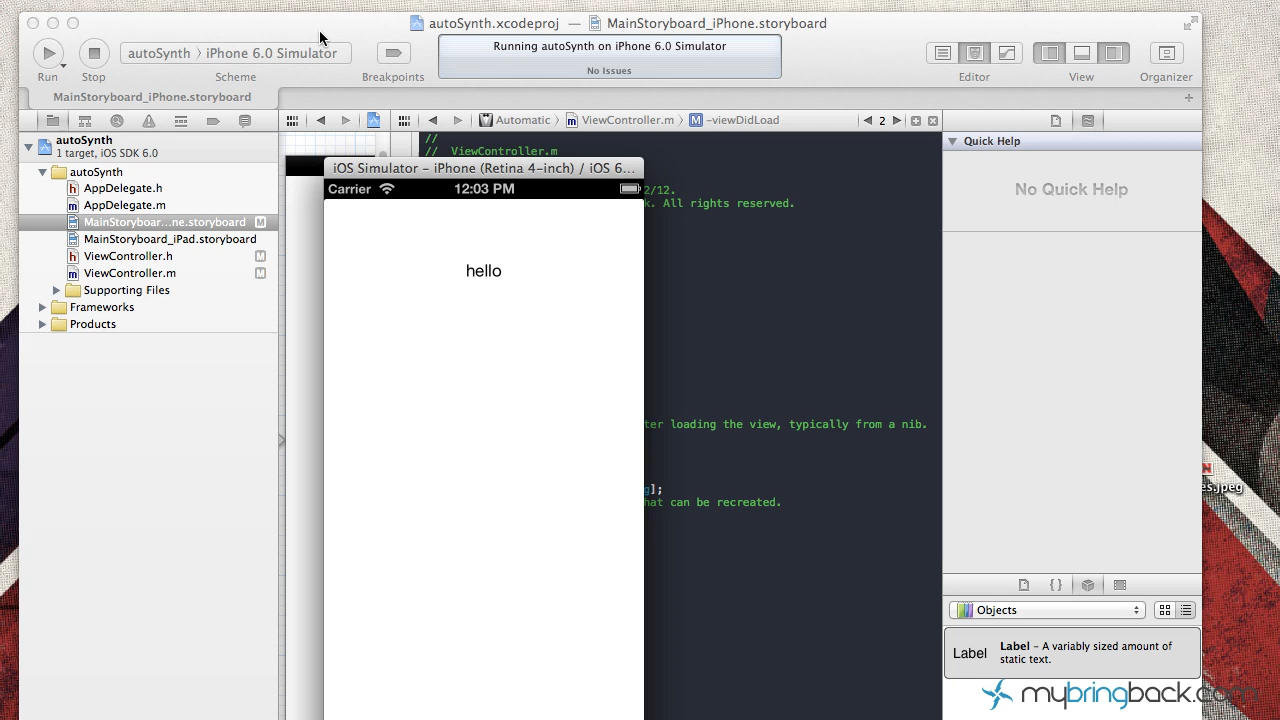 autoSynth.xcodeproj — MainStoryboard_iPhone.storyboard
autoSynth 〉 iPhone 6.0 Simulator
Running autoSynth on iPhone 6.0 Simulator
No Issues
Run
Stop
Scheme
Breakpoints
Editor
View
Organizer
MainStoryboard_iPhone.storyboard
Automatic 〉 ViewController.m 〉 M -viewDidLoad
2
autoSynth
1 target, iOS SDK 6.0
autoSynth
h AppDelegate.h
m AppDelegate.m
MainStoryboar...ne.storyboard M
MainStoryboard_iPad.storyboard
h ViewController.h M
m ViewController.m M
Supporting Files
Frameworks
Products
//
// ViewController.m
iOS Simulator – iPhone (Retina 4-inch) / iOS 6...
Carrier 12:03 PM
hello
2/12.
k. All rights reserved.
ter loading the view, typically from a nib.
g];
hat can be recreated.
Quick Help
No Quick Help
{ }
Objects
Label
Label – A variably sized amount of
static text.
es.jpeg
mybringback.com